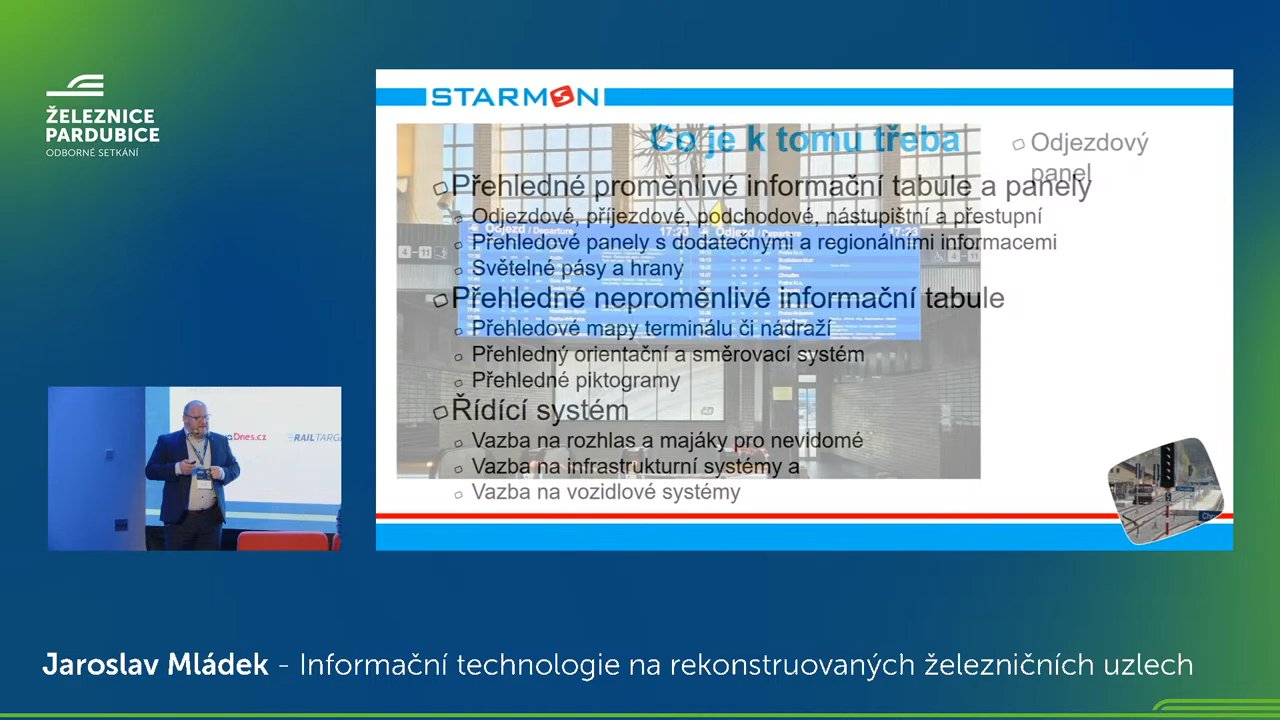 ŽELEZNICE
PARDUBICE
ODBORNÉ SETKÁNÍ
STARMON
Co je k tomu třeba
Odjezdový
panel
Přehledné proměnlivé informační tabule a panely
Odjezdové, příjezdové, podchodové, nástupištní a přestupní
Odjezd / Departure 17:23 Odjezd / Departure 17:23
Přehledové panely s dodatečnými a regionálními informacemi
Světelné pásy a hrany
Přehledné neproměnlivé informační tabule
Přehledové mapy terminálu či nádraží
Přehledný orientační a směrovací systém
Přehledné piktogramy
Řídící systém
Vazba na rozhlas a majáky pro nevidomé
Vazba na infrastrukturní systémy a
Vazba na vozidlové systémy
Dnes.cz
RAILTARG
Jaroslav Mládek - Informační technologie na rekonstruovaných železničních uzlech